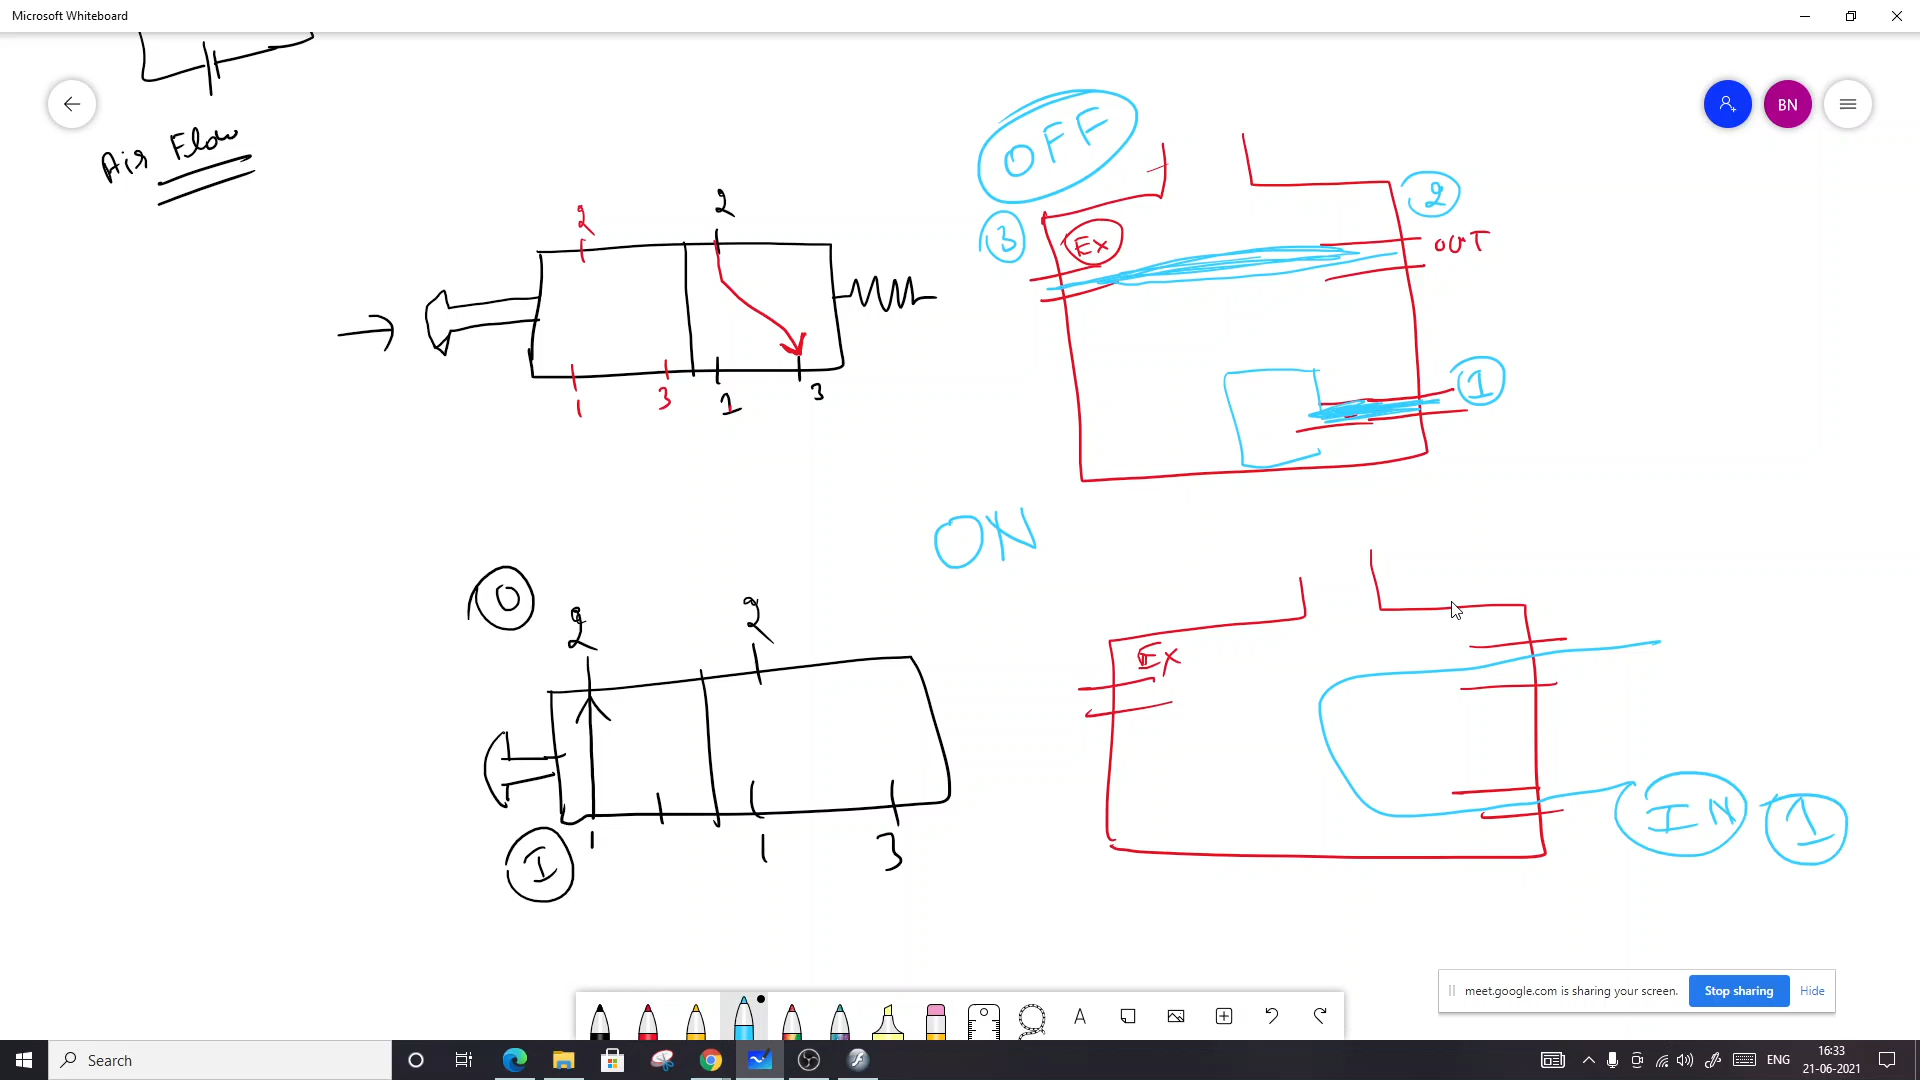 Microsoft Whiteboard
BN
Air Flow
OFF
2
2
2
3
Ex
OUT
1
1
3
1
3
ON
O
2
2
Ex
IN
1
1
1
3
I
meet.google.com is sharing your screen.
Stop sharing
Hide
A
Search
ENG
16:33
21-06-2021